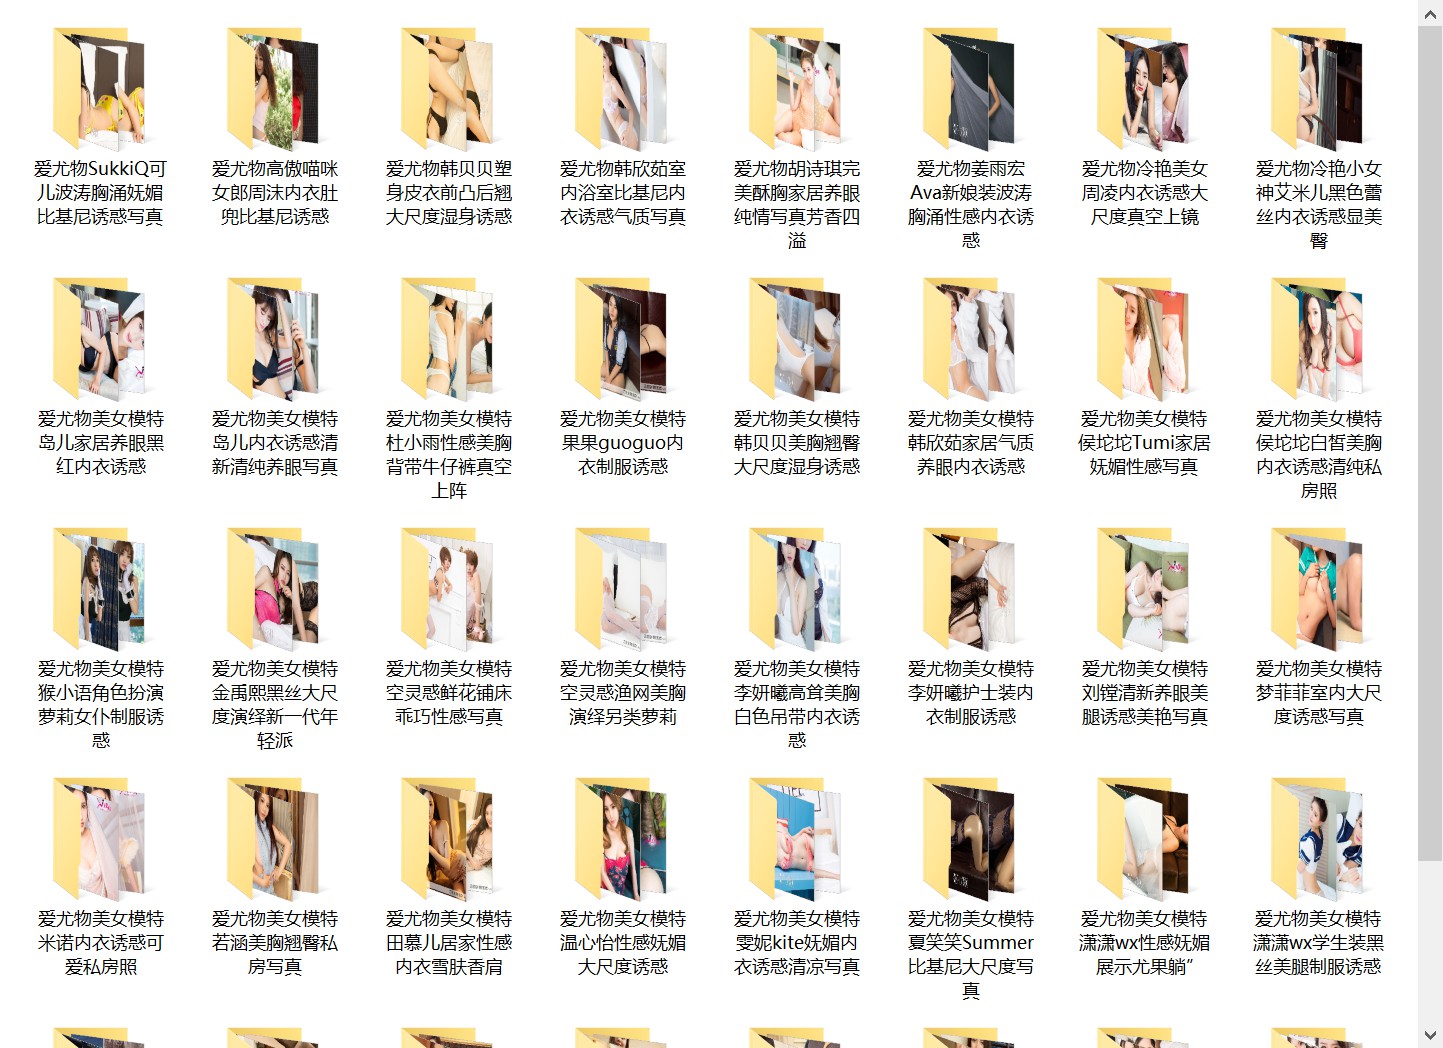 爱尤物SukkiQ可
儿波涛胸涌妩媚
比基尼诱惑写真
爱尤物高傲喵咪
女郎周沫内衣肚
兜比基尼诱惑
爱尤物韩贝贝塑
身皮衣前凸后翘
大尺度湿身诱惑
爱尤物韩欣茹室
内浴室比基尼内
衣诱惑气质写真
爱尤物胡诗琪完
美酥胸家居养眼
纯情写真芳香四
溢
爱尤物姜雨宏
Ava新娘装波涛
胸涌性感内衣诱
惑
爱尤物冷艳美女
周凌内衣诱惑大
尺度真空上镜
爱尤物冷艳小女
神艾米儿黑色蕾
丝内衣诱惑显美
臀
爱尤物美女模特
岛儿家居养眼黑
红内衣诱惑
爱尤物美女模特
岛儿内衣诱惑清
新清纯养眼写真
爱尤物美女模特
杜小雨性感美胸
背带牛仔裤真空
上阵
爱尤物美女模特
果果guoguo内
衣制服诱惑
爱尤物美女模特
韩贝贝美胸翘臀
大尺度湿身诱惑
爱尤物美女模特
韩欣茹家居气质
养眼内衣诱惑
爱尤物美女模特
侯坨坨Tumi家居
妩媚性感写真
爱尤物美女模特
侯坨坨白皙美胸
内衣诱惑清纯私
房照
爱尤物美女模特
猴小语角色扮演
萝莉女仆制服诱
惑
爱尤物美女模特
金禹熙黑丝大尺
度演绎新一代年
轻派
爱尤物美女模特
空灵感鲜花铺床
乖巧性感写真
爱尤物美女模特
空灵感渔网美胸
演绎另类萝莉
爱尤物美女模特
李妍曦高耸美胸
白色吊带内衣诱
惑
爱尤物美女模特
李妍曦护士装内
衣制服诱惑
爱尤物美女模特
刘镗清新养眼美
腿诱惑美艳写真
爱尤物美女模特
梦菲菲室内大尺
度诱惑写真
爱尤物美女模特
米诺内衣诱惑可
爱私房照
爱尤物美女模特
若涵美胸翘臀私
房写真
爱尤物美女模特
田慕儿居家性感
内衣雪肤香肩
爱尤物美女模特
温心怡性感妩媚
大尺度诱惑
爱尤物美女模特
雯妮kite妩媚内
衣诱惑清凉写真
爱尤物美女模特
夏笑笑Summer
比基尼大尺度写
真
爱尤物美女模特
潇潇wx性感妩媚
展示尤果躺”
爱尤物美女模特
潇潇wx学生装黑
丝美腿制服诱惑